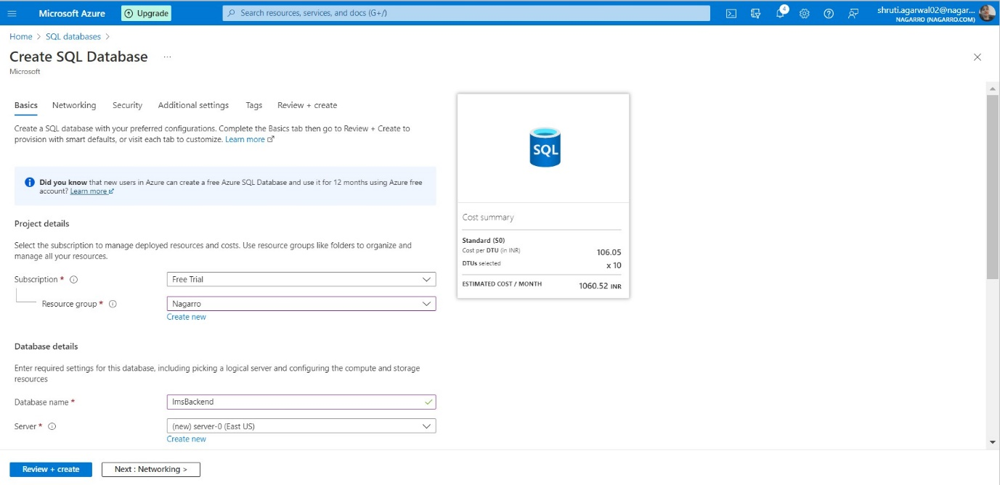 Microsoft Azure
Upgrade
Search resources, services, and docs (G+/)
4
shruti.agarwal02@nagar...
NAGARRO (NAGARRO.COM)
Home > SQL databases >
Create SQL Database ...
Microsoft
Basics Networking Security Additional settings Tags Review + create
Create a SQL database with your preferred configurations. Complete the Basics tab then go to Review + Create to
provision with smart defaults, or visit each tab to customize. Learn more
Did you know that new users in Azure can create a free Azure SQL Database and use it for 12 months using Azure free
account? Learn more
Project details
Select the subscription to manage deployed resources and costs. Use resource groups like folders to organize and
manage all your resources.
Subscription * Free Trial
Resource group * Nagarro
Create new
Database details
Enter required settings for this database, including picking a logical server and configuring the compute and storage
resources
Database name * lmsBackend
Server * (new) server-0 (East US)
Create new
SQL
Cost summary
Standard (S0)
Cost per DTU (in INR) 106.05
DTUs selected x 10
ESTIMATED COST / MONTH 1060.52 INR
Review + create Next : Networking >